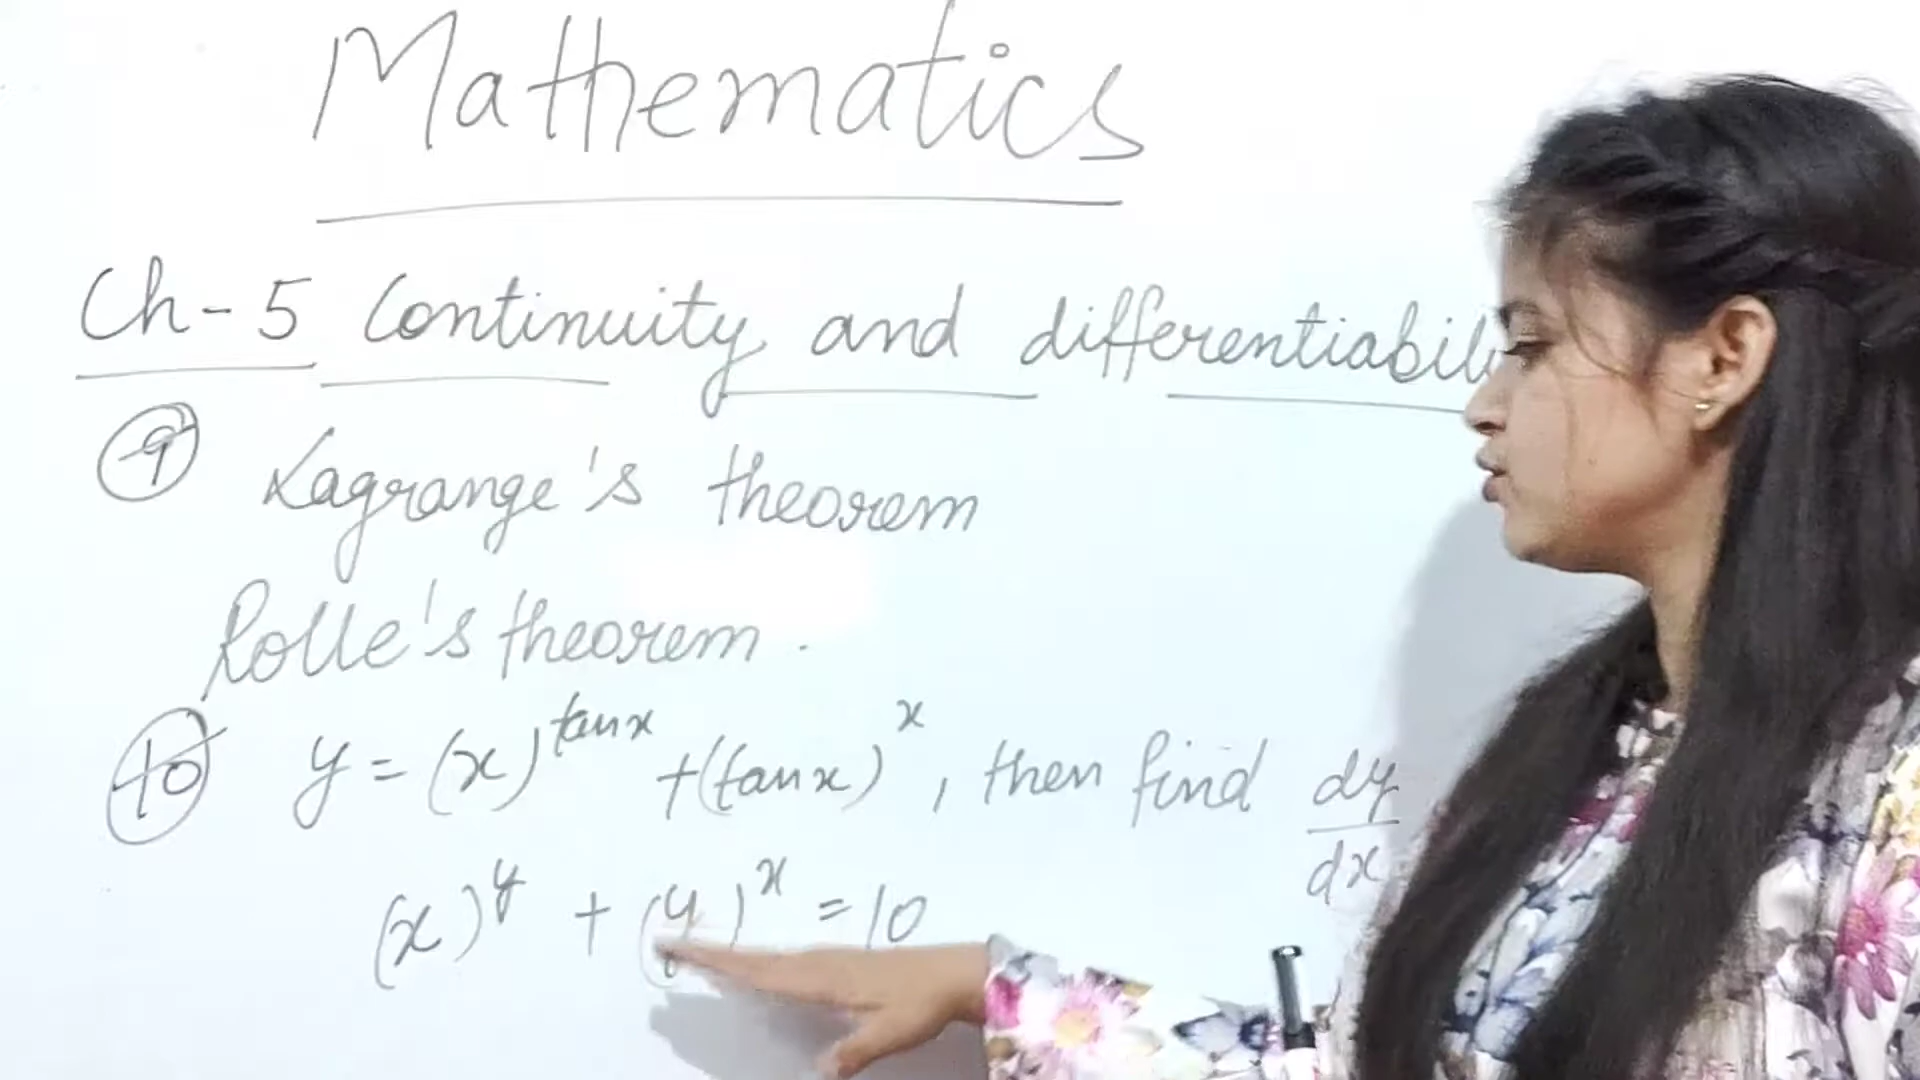 Mathematics
Ch-5 Continuity and differentiabil
9 Lagrange's theorem
Rolle's theorem.
10 y = (x)^tanx + (tanx)^x, then find dy/dx
(x)^y + (y)^x = 10